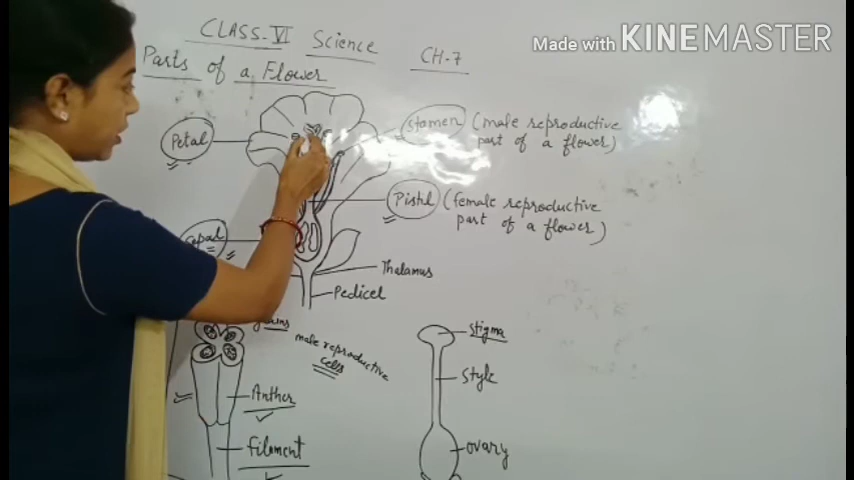 Made with KINEMASTER
CLASS-VI Science CH-7
Parts of a Flower
Petal
Stamen (male reproductive
part of a flower)
Pistil (female reproductive
part of a flower)
Sepal
Thalamus
Pedicel
male reproductive
cells
Stigma
Style
Anther
Filament
Ovary